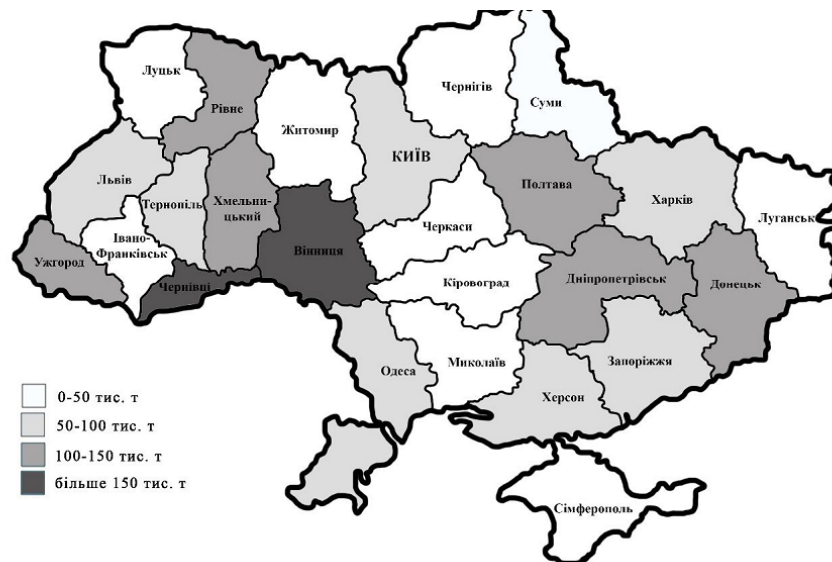 Луцьк
Рівне
Житомир
Чернігів
Суми
КИЇВ
Львів
Тернопіль
Хмельни-
цький
Полтава
Харків
Луганськ
Івано-
Франківськ
Ужгород
Чернівці
Вінниця
Черкаси
Кіровоград
Дніпропетрівськ
Донецьк
Одеса
Миколаїв
Херсон
Запоріжжя
Сімферополь
0-50 тис. т
50-100 тис. т
100-150 тис. т
більше 150 тис. т